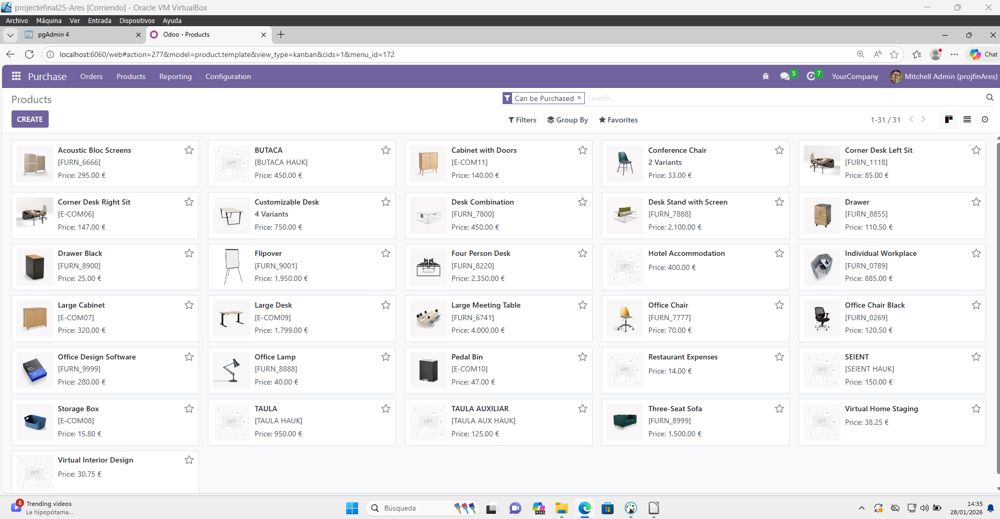 projectefinal25-Ares [Corriendo] - Oracle VM VirtualBox
Archivo Máquina Ver Entrada Dispositivos Ayuda
pgAdmin 4
Odoo - Products
localhost:6060/web#action=277&model=product.template&view_type=kanban&cids=1&menu_id=172
Chat
Purchase Orders Products Reporting Configuration
5 7 YourCompany Mitchell Admin (projfinAres)
Products
Can be Purchased × Search...
CREATE
Filters Group By Favorites
1-31 / 31
Acoustic Bloc Screens
[FURN_6666]
Price: 295.00 €
BUTACA
[BUTACA HAUK]
Price: 450.00 €
Cabinet with Doors
[E-COM11]
Price: 140.00 €
Conference Chair
2 Variants
Price: 33.00 €
Corner Desk Left Sit
[FURN_1118]
Price: 85.00 €
Corner Desk Right Sit
[E-COM06]
Price: 147.00 €
Customizable Desk
4 Variants
Price: 750.00 €
Desk Combination
[FURN_7800]
Price: 450.00 €
Desk Stand with Screen
[FURN_7888]
Price: 2,100.00 €
Drawer
[FURN_8855]
Price: 110.50 €
Drawer Black
[FURN_8900]
Price: 25.00 €
Flipover
[FURN_9001]
Price: 1,950.00 €
Four Person Desk
[FURN_8220]
Price: 2,350.00 €
Hotel Accommodation
Price: 400.00 €
Individual Workplace
[FURN_0789]
Price: 885.00 €
Large Cabinet
[E-COM07]
Price: 320.00 €
Large Desk
[E-COM09]
Price: 1,799.00 €
Large Meeting Table
[FURN_6741]
Price: 4,000.00 €
Office Chair
[FURN_7777]
Price: 70.00 €
Office Chair Black
[FURN_0269]
Price: 120.50 €
Office Design Software
[FURN_9999]
Price: 280.00 €
Office Lamp
[FURN_8888]
Price: 40.00 €
Pedal Bin
[E-COM10]
Price: 47.00 €
Restaurant Expenses
Price: 14.00 €
SEIENT
[SEIENT HAUK]
Price: 150.00 €
Storage Box
[E-COM08]
Price: 15.80 €
TAULA
[TAULA HAUK]
Price: 950.00 €
TAULA AUXILIAR
[TAULA AUX HAUK]
Price: 125.00 €
Three-Seat Sofa
[FURN_8999]
Price: 1,500.00 €
Virtual Home Staging
Price: 38.25 €
Virtual Interior Design
Price: 30.75 €
6
Trending videos
La hipopótama...
Búsqueda
M365
14:35
28/01/2026